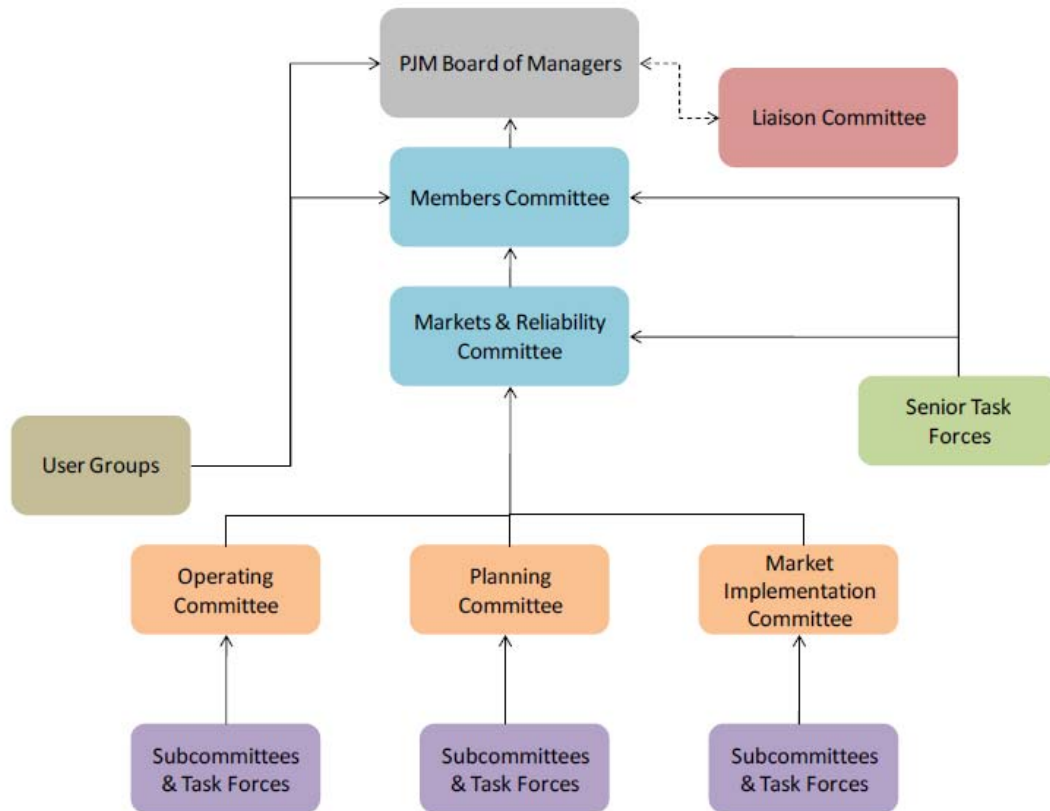 PJM Board of Managers
Liaison Committee
Members Committee
Markets & Reliability
Committee
Senior Task
Forces
User Groups
Operating
Committee
Planning
Committee
Market
Implementation
Committee
Subcommittees
& Task Forces
Subcommittees
& Task Forces
Subcommittees
& Task Forces